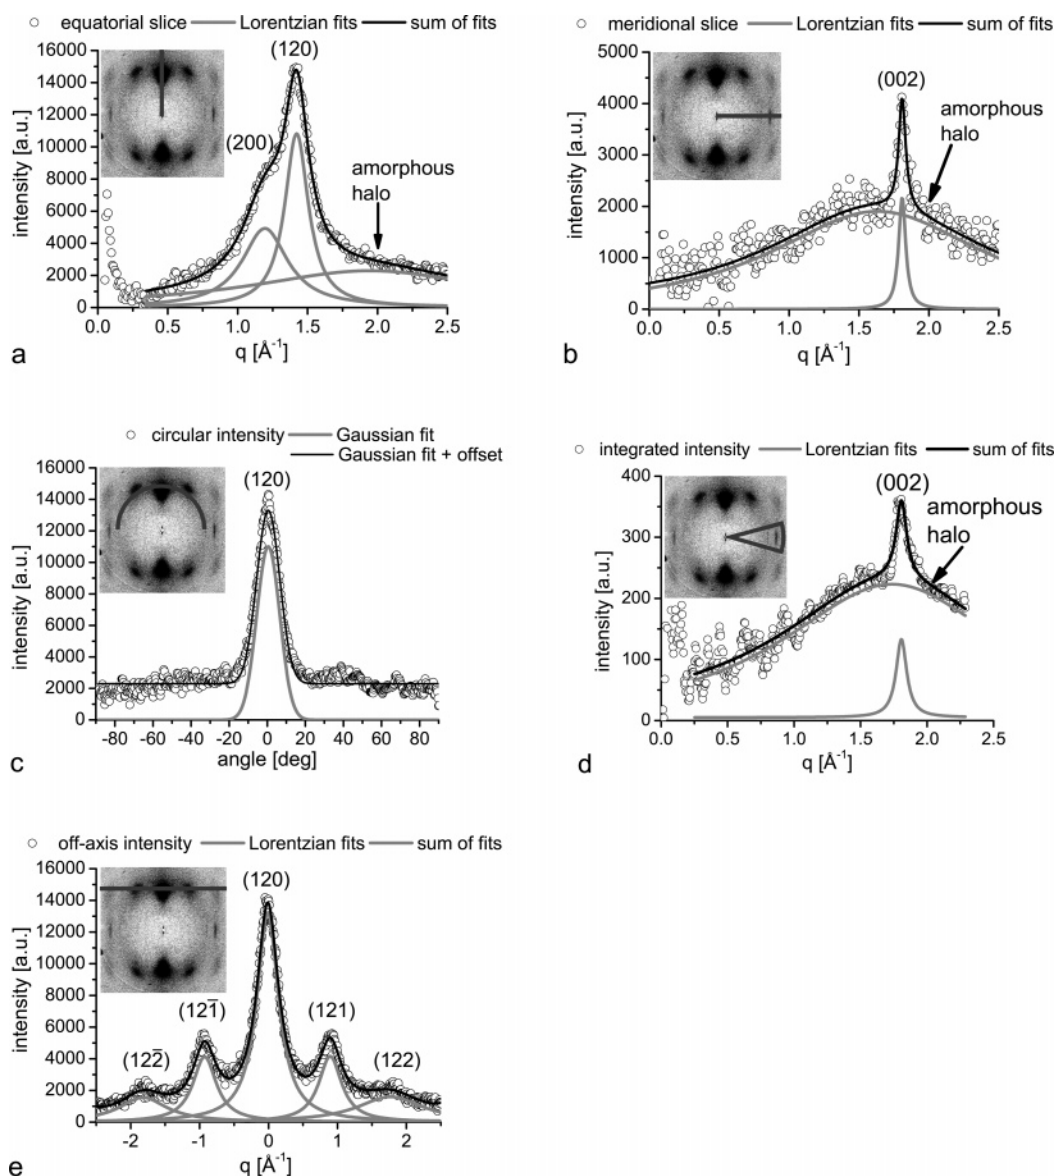 equatorial slice Lorentzian fits sum of fits
16000
14000
12000
10000
8000
6000
4000
2000
0
intensity [a.u.]
(120)
(200)
amorphous
halo
0.0 0.5 1.0 1.5 2.0 2.5
q [Å⁻¹]
a
meridional slice Lorentzian fits sum of fits
5000
4000
3000
2000
1000
0
intensity [a.u.]
(002)
amorphous
halo
0.0 0.5 1.0 1.5 2.0 2.5
q [Å⁻¹]
b
circular intensity Gaussian fit
Gaussian fit + offset
16000
14000
12000
10000
8000
6000
4000
2000
0
intensity [a.u.]
(120)
-80 -60 -40 -20 0 20 40 60 80
angle [deg]
c
integrated intensity Lorentzian fits sum of fits
400
300
200
100
0
intensity [a.u.]
(002)
amorphous
halo
0.0 0.5 1.0 1.5 2.0 2.5
q [Å⁻¹]
d
off-axis intensity Lorentzian fits sum of fits
16000
14000
12000
10000
8000
6000
4000
2000
0
intensity [a.u.]
(120)
(121̅) (121)
(122̅) (122)
-2 -1 0 1 2
q [Å⁻¹]
e